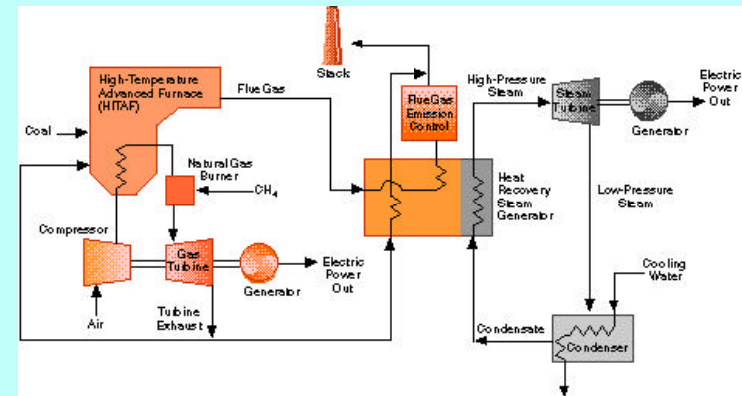 Stack
High-Temperature
Advanced Furnace
(HITAF)
Flue Gas
Flue Gas
Emission
Control
High-Pressure
Steam
Steam
Turbine
Electric
Power
Out
Generator
Coal
Natural Gas
Burner
CH4
Heat
Recovery
Steam
Generator
Low-Pressure
Steam
Compressor
Gas
Turbine
Electric
Power
Out
Generator
Air
Turbine
Exhaust
Cooling
Water
Condensate
Condenser